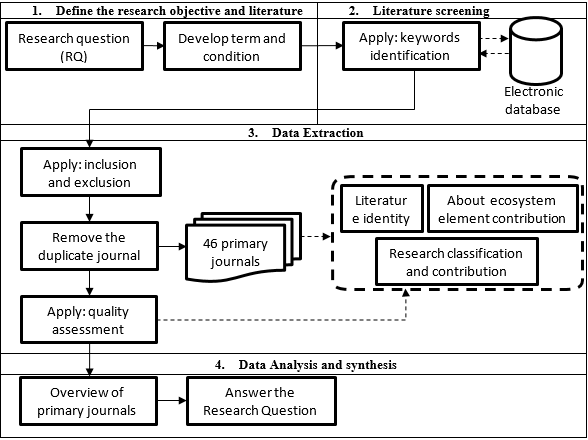 1. Define the research objective and literature
2. Literature screening
Research question
(RQ)
Develop term and
condition
Apply: keywords
identification
Electronic
database
3. Data Extraction
Apply: inclusion
and exclusion
Remove the
duplicate journal
46 primary
journals
Literatur
e identity
About ecosystem
element contribution
Research classification
and contribution
Apply: quality
assessment
4. Data Analysis and synthesis
Overview of
primary journals
Answer the
Research Question